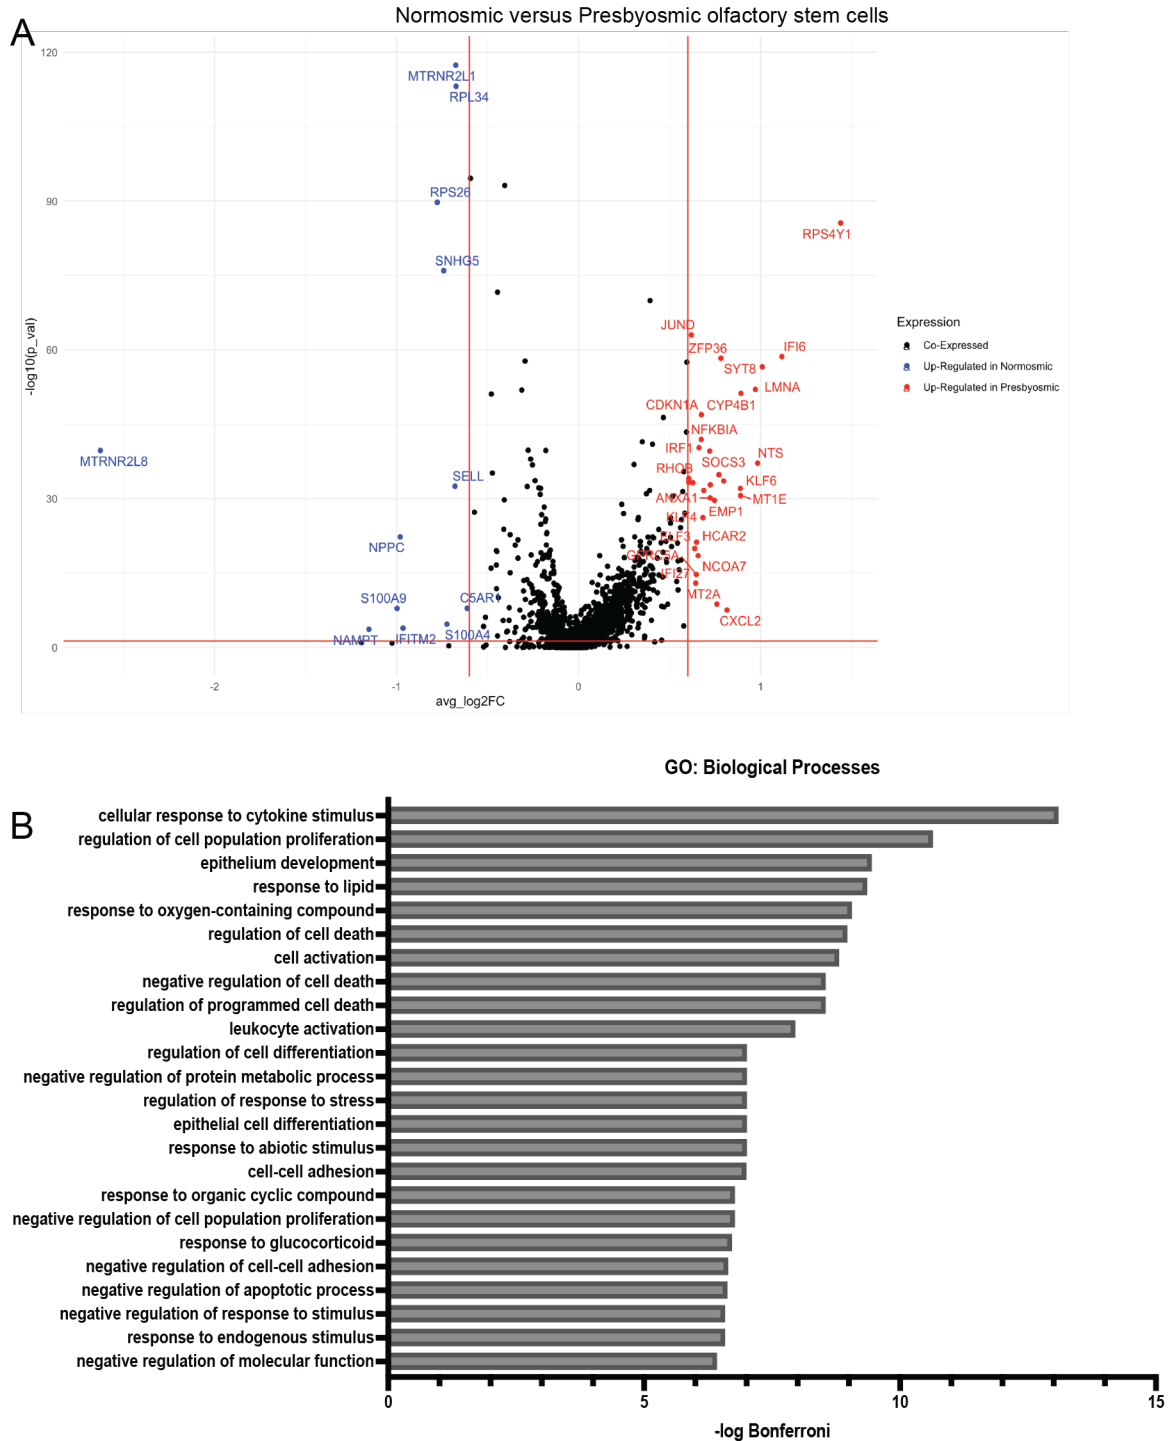 Normosmic versus Presbyosmic olfactory stem cells
A
120
MTRNR2L1
RPL34
RPS26
90
RPS4Y1
SNHG5
JUND
ZFP36
IFI6
60
SYT8
LMNA
CDKN1A CYP4B1
NFKBIA
IRF1
NTS
MTRNR2L8
SOCS3
RHOB
SELL
KLF6
30
ANXA1
MT1E
EMP1
KLF4
ELF3 HCAR2
NPPC
GPRC5A
NCOA7
IFI27
S100A9
C5AR1
MT2A
CXCL2
NAMPT
IFITM2
S100A4
0
-log10(p_val)
-2
-1
0
1
avg_log2FC
Expression
Co-Expressed
Up-Regulated in Normosmic
Up-Regulated in Presbyosmic
GO: Biological Processes
B
cellular response to cytokine stimulus
regulation of cell population proliferation
epithelium development
response to lipid
response to oxygen-containing compound
regulation of cell death
cell activation
negative regulation of cell death
regulation of programmed cell death
leukocyte activation
regulation of cell differentiation
negative regulation of protein metabolic process
regulation of response to stress
epithelial cell differentiation
response to abiotic stimulus
cell-cell adhesion
response to organic cyclic compound
negative regulation of cell population proliferation
response to glucocorticoid
negative regulation of cell-cell adhesion
negative regulation of apoptotic process
negative regulation of response to stimulus
response to endogenous stimulus
negative regulation of molecular function
0
5
10
15
-log Bonferroni